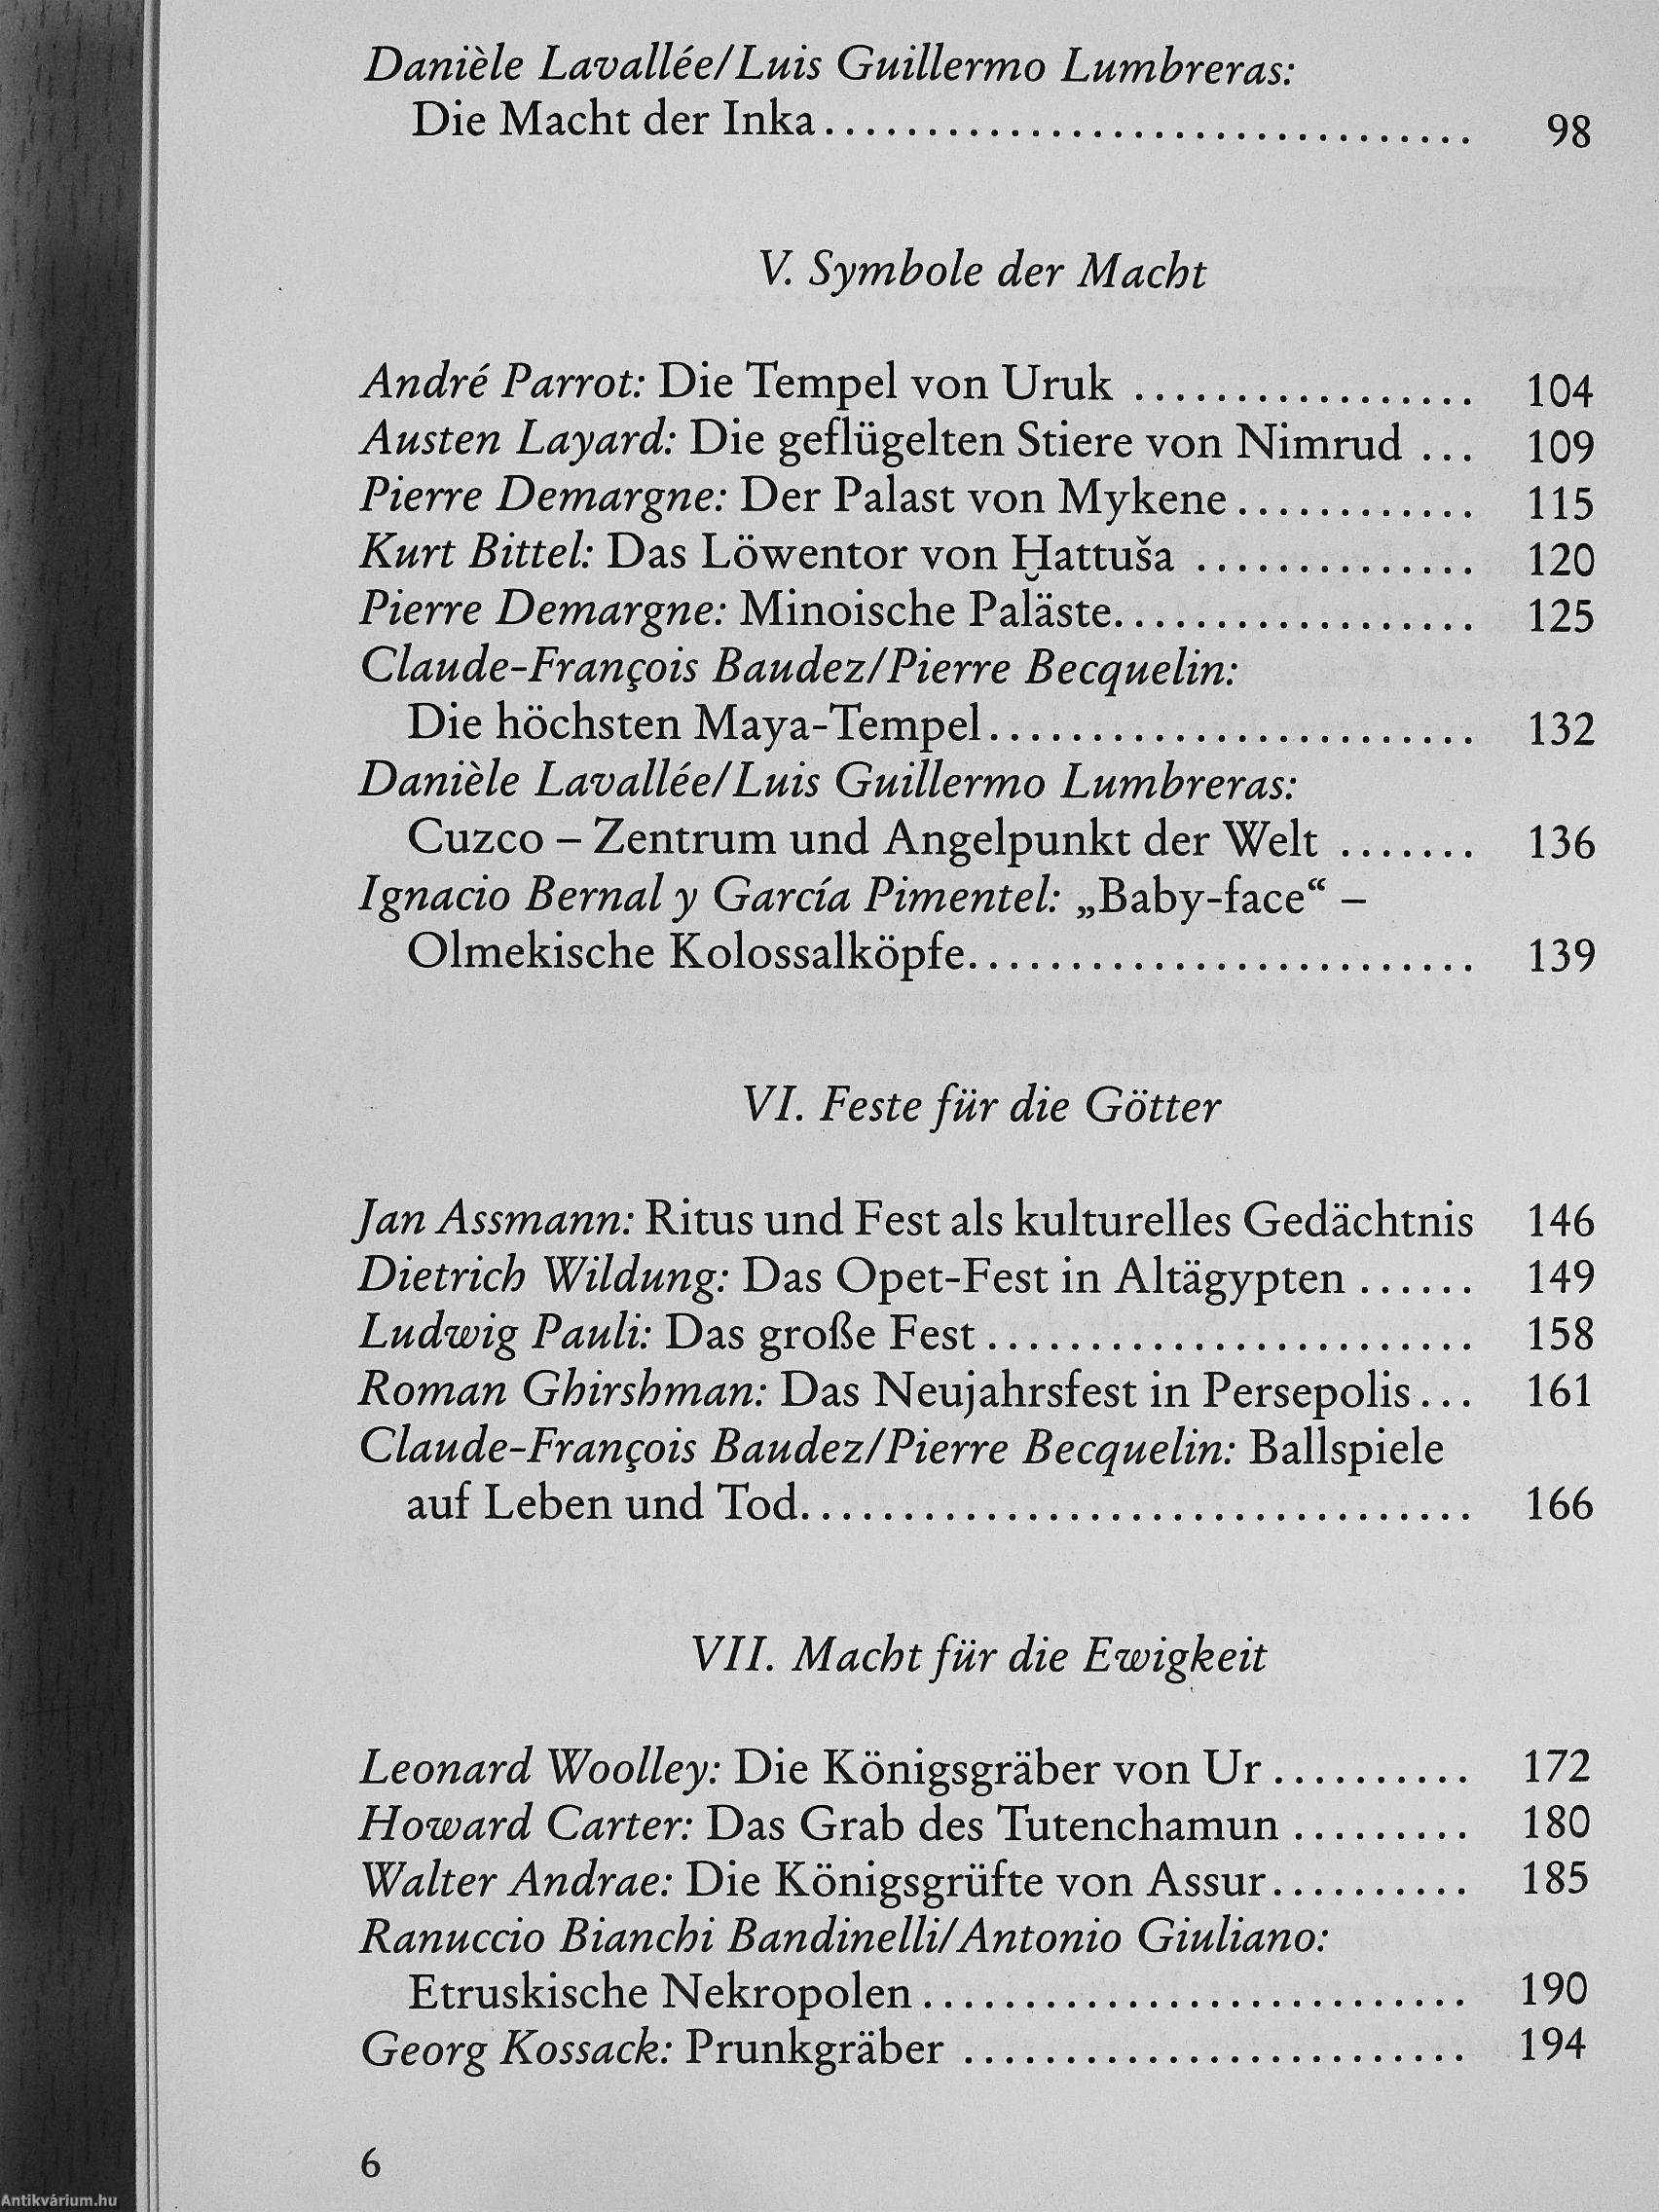 Danièle Lavallée/Luis Guillermo Lumbreras:
Die Macht der Inka................................ 98
V. Symbole der Macht
André Parrot: Die Tempel von Uruk ................. 104
Austen Layard: Die geflügelten Stiere von Nimrud ... 109
Pierre Demargne: Der Palast von Mykene............ 115
Kurt Bittel: Das Löwentor von Ḫattuša .............. 120
Pierre Demargne: Minoische Paläste.................. 125
Claude-François Baudez/Pierre Becquelin:
Die höchsten Maya-Tempel........................ 132
Danièle Lavallée/Luis Guillermo Lumbreras:
Cuzco – Zentrum und Angelpunkt der Welt ....... 136
Ignacio Bernal y García Pimentel: „Baby-face“ –
Olmekische Kolossalköpfe......................... 139
VI. Feste für die Götter
Jan Assmann: Ritus und Fest als kulturelles Gedächtnis 146
Dietrich Wildung: Das Opet-Fest in Altägypten ...... 149
Ludwig Pauli: Das große Fest ........................ 158
Roman Ghirshman: Das Neujahrsfest in Persepolis... 161
Claude-François Baudez/Pierre Becquelin: Ballspiele
auf Leben und Tod................................. 166
VII. Macht für die Ewigkeit
Leonard Woolley: Die Königsgräber von Ur.......... 172
Howard Carter: Das Grab des Tutenchamun ......... 180
Walter Andrae: Die Königsgrüfte von Assur.......... 185
Ranuccio Bianchi Bandinelli/Antonio Giuliano:
Etruskische Nekropolen........................... 190
Georg Kossack: Prunkgräber ......................... 194
6
Antikvárium.hu